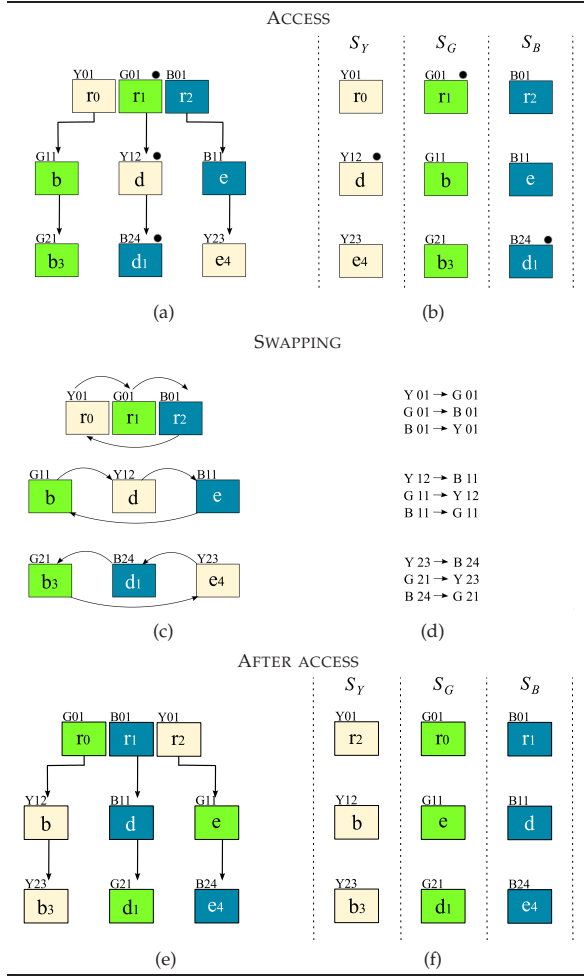 ACCESS
S_Y S_G S_B
Y01 G01 B01 Y01 G01 B01
r0 r1 r2 r0 r1 r2
G11 Y12 B11 Y12 G11 B11
b d e d b e
G21 B24 Y23 Y23 G21 B24
b3 d1 e4 e4 b3 d1
(a) (b)
SWAPPING
Y01 G01 B01
r0 r1 r2
G11 Y12 B11
b d e
G21 B24 Y23
b3 d1 e4
(c)
Y 01 → G 01
G 01 → B 01
B 01 → Y 01
Y 12 → B 11
G 11 → Y 12
B 11 → G 11
Y 23 → B 24
G 21 → Y 23
B 24 → G 21
(d)
AFTER ACCESS
S_Y S_G S_B
G01 B01 Y01 Y01 G01 B01
r0 r1 r2 r2 r0 r1
Y12 B11 G11 Y12 G11 B11
b d e b e d
Y23 G21 B24 Y23 G21 B24
b3 d1 e4 b3 d1 e4
(e) (f)